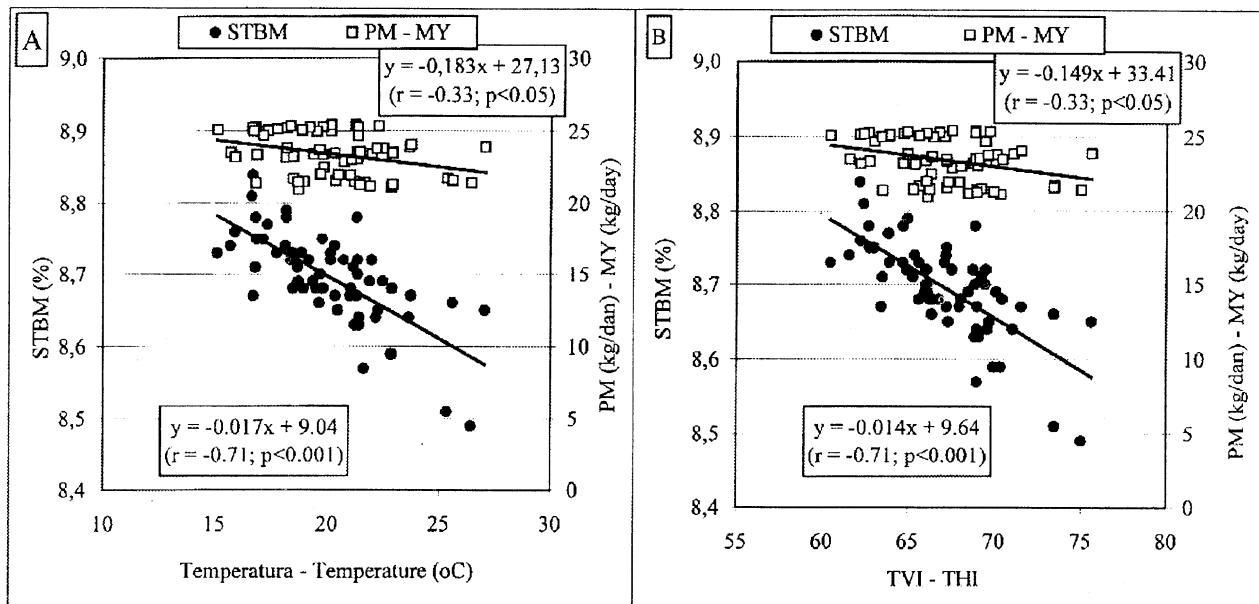 A
STBM
PM - MY
y = -0,183x + 27,13
(r = -0.33; p<0.05)
9,0
8,9
8,8
8,7
8,6
8,5
8,4
STBM (%)
30
25
20
15
10
5
0
PM (kg/dan) - MY (kg/day)
y = -0.017x + 9.04
(r = -0.71; p<0.001)
10
15
20
25
30
Temperatura - Temperature (oC)
B
STBM
PM - MY
y = -0.149x + 33.41
(r = -0.33; p<0.05)
9,0
8,9
8,8
8,7
8,6
8,5
8,4
STBM (%)
30
25
20
15
10
5
0
PM (kg/dan) - MY (kg/day)
y = -0.014x + 9.64
(r = -0.71; p<0.001)
55
60
65
70
75
80
TVI - THI